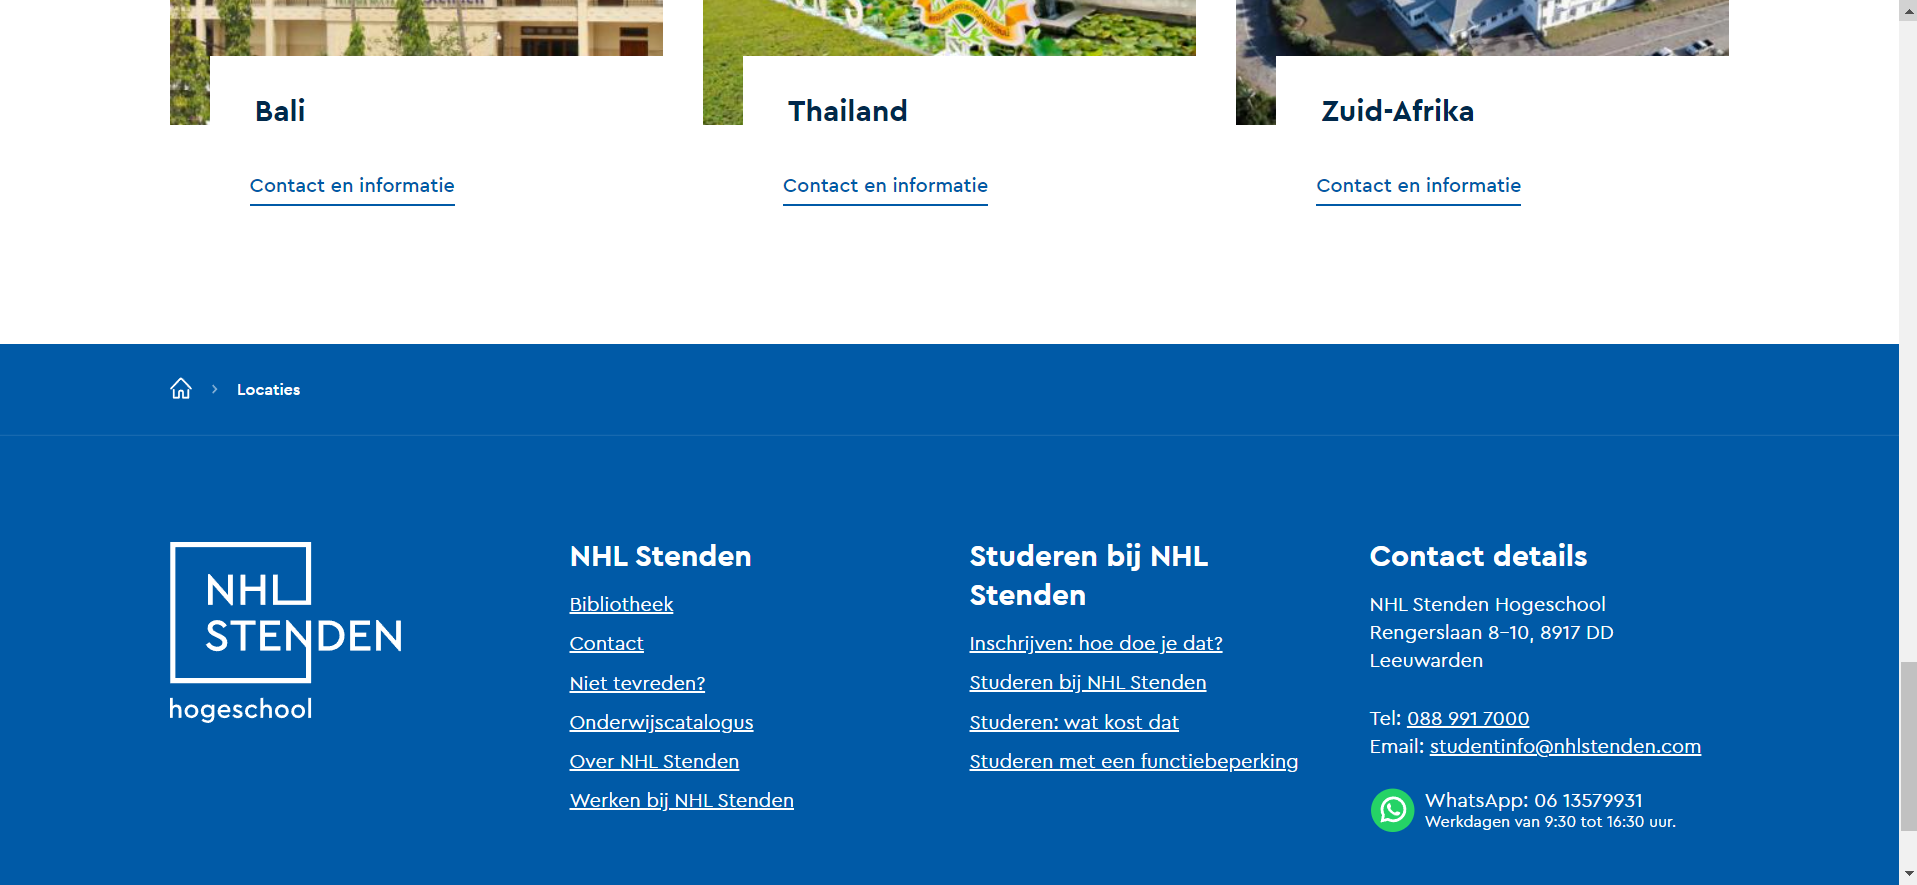 Bali
Thailand
Zuid-Afrika
Contact en informatie
Contact en informatie
Contact en informatie
Locaties
NHL
STENDEN
hogeschool
NHL Stenden
Bibliotheek
Contact
Niet tevreden?
Onderwijscatalogus
Over NHL Stenden
Werken bij NHL Stenden
Studeren bij NHL
Stenden
Inschrijven: hoe doe je dat?
Studeren bij NHL Stenden
Studeren: wat kost dat
Studeren met een functiebeperking
Contact details
NHL Stenden Hogeschool
Rengerslaan 8-10, 8917 DD
Leeuwarden
Tel: 088 991 7000
Email: studentinfo@nhlstenden.com
WhatsApp: 06 13579931
Werkdagen van 9:30 tot 16:30 uur.